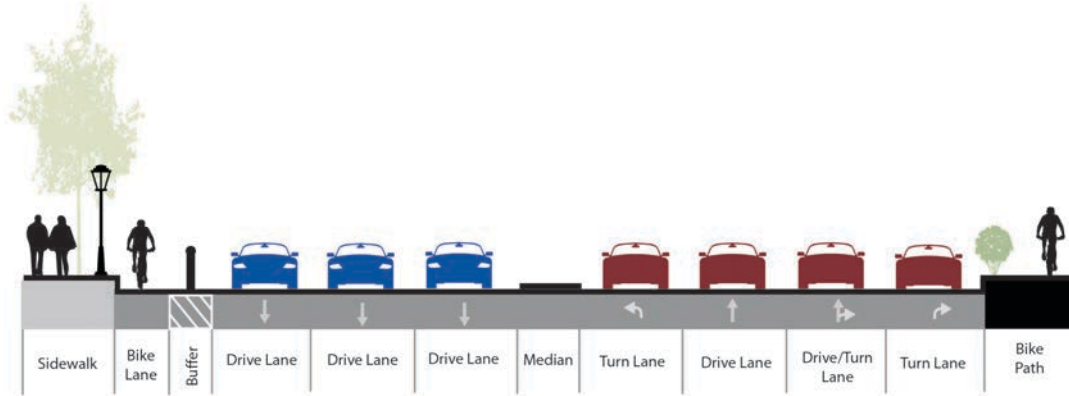 Sidewalk
Bike
Lane
Buffer
Drive Lane
Drive Lane
Drive Lane
Median
Turn Lane
Drive Lane
Drive/Turn
Lane
Turn Lane
Bike
Path